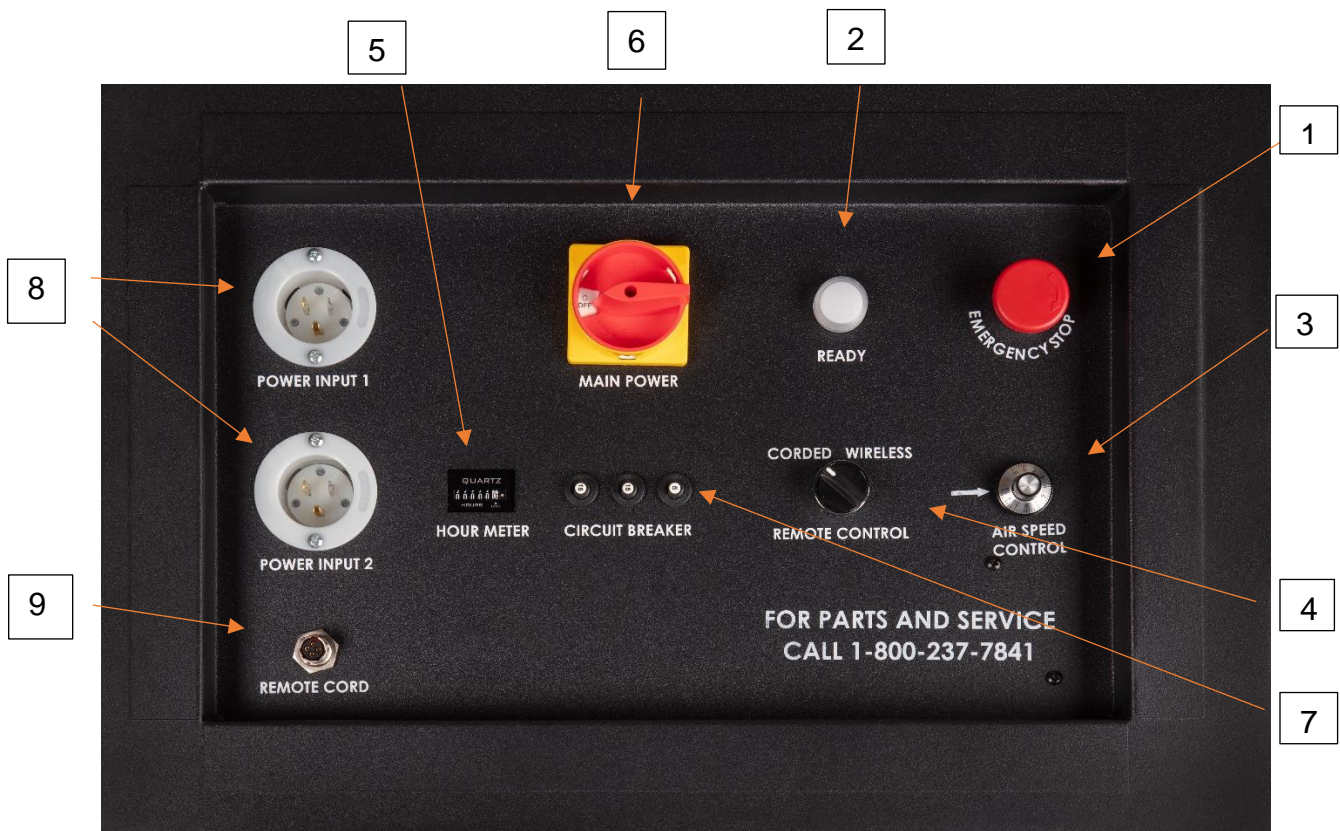 5
6
2
1
8
3
OFF
POWER INPUT 1
MAIN POWER
READY
EMERGENCY STOP
CORDED WIRELESS
QUARTZ
HOURS
HOUR METER
CIRCUIT BREAKER
REMOTE CONTROL
AIR SPEED
CONTROL
POWER INPUT 2
9
4
FOR PARTS AND SERVICE
CALL 1-800-237-7841
REMOTE CORD
7